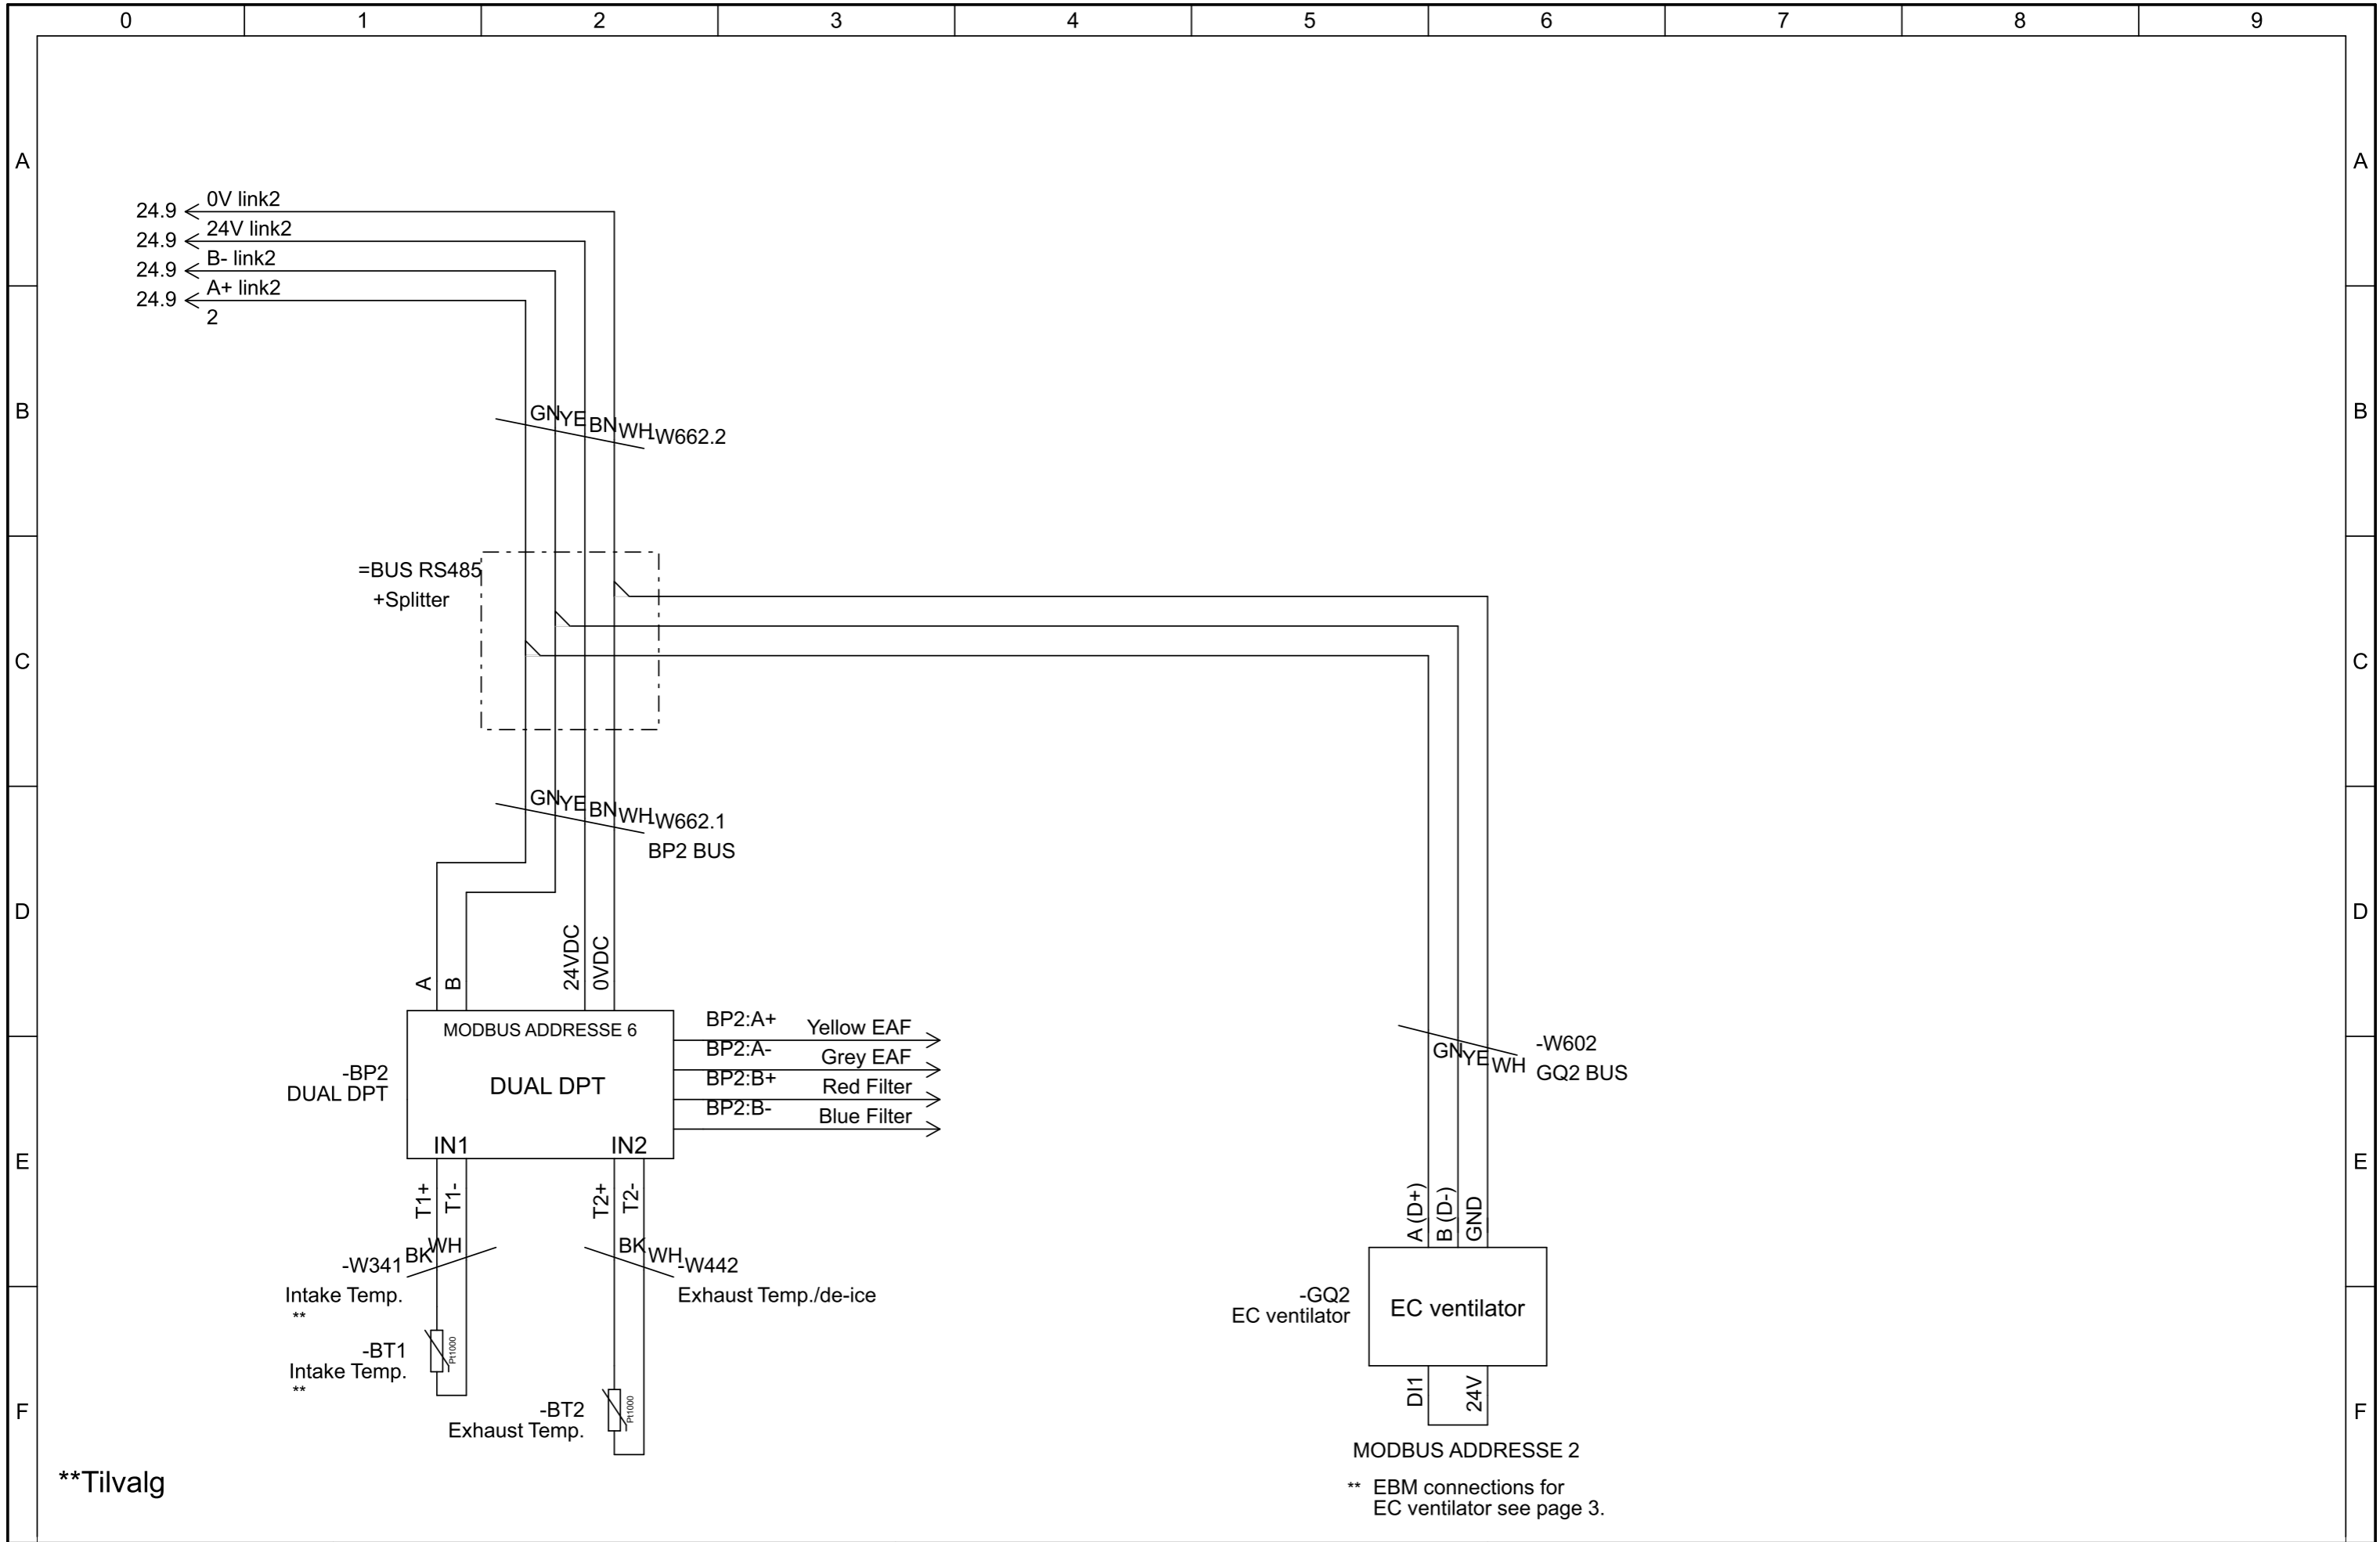 0 1 2 3 4 5 6 7 8 9
A A
24.9 0V link2
24.9 24V link2
24.9 B- link2
24.9 A+ link2
2
B B
GN YE BN WH -W662.2
=BUS RS485
+Splitter
C C
GN YE BN WH -W662.1
BP2 BUS
D D
A B 24VDC 0VDC
MODBUS ADDRESSE 6
-BP2
DUAL DPT
DUAL DPT
IN1 IN2
BP2:A+ Yellow EAF
BP2:A- Grey EAF
BP2:B+ Red Filter
BP2:B- Blue Filter
GN YE WH
-W602
GQ2 BUS
E E
T1+ T1- T2+ T2-
A (D+) B (D-) GND
-W341 BK WH
Intake Temp.
**
BK WH -W442
Exhaust Temp./de-ice
-BT1
Intake Temp.
**
Pt1000
-BT2
Exhaust Temp.
Pt1000
-GQ2
EC ventilator
EC ventilator
F F
DI1 24V
MODBUS ADDRESSE 2
** EBM connections for
EC ventilator see page 3.
**Tilvalg